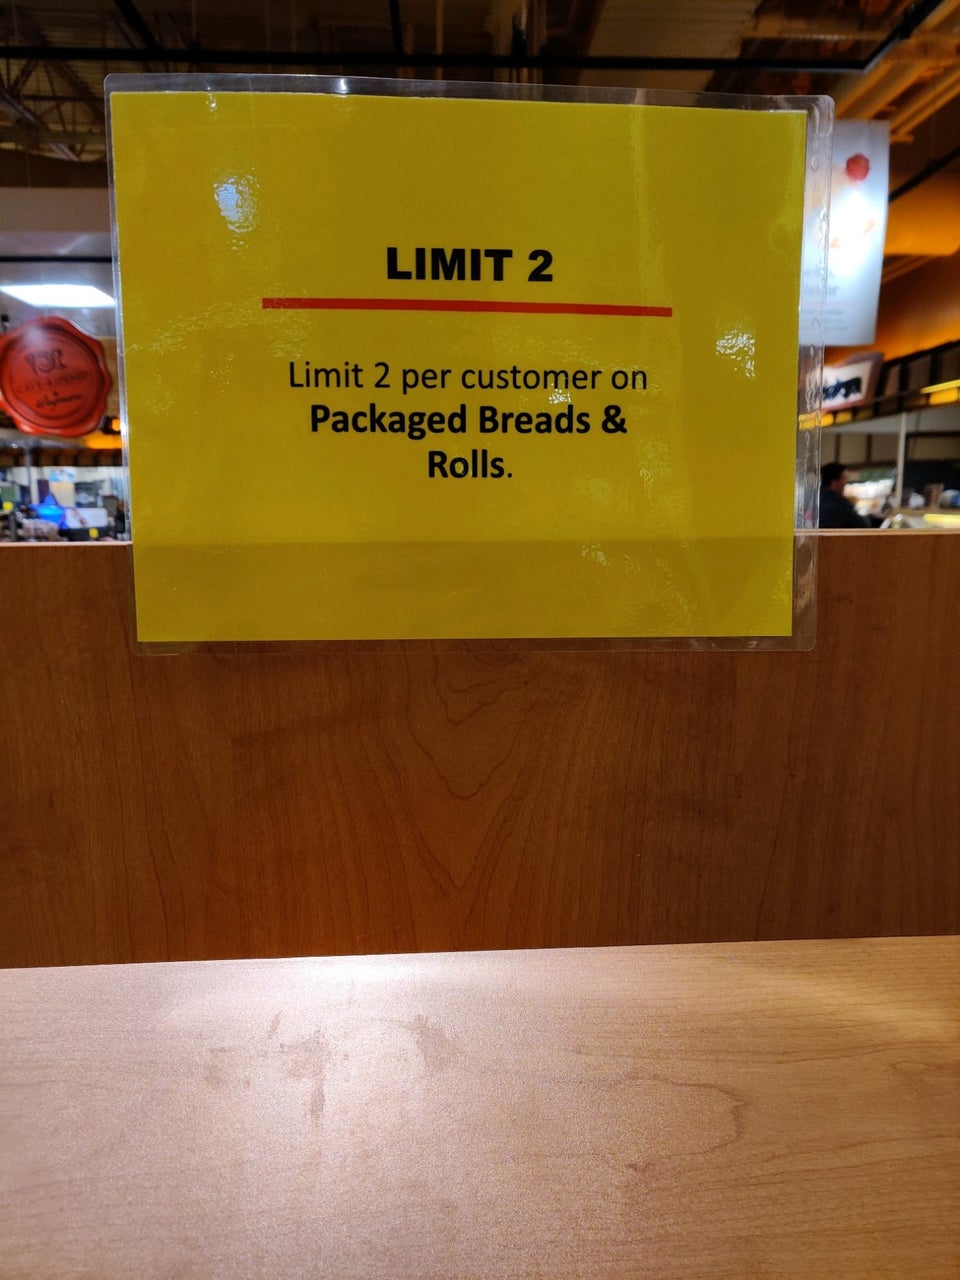 LIMIT 2
Limit 2 per customer on
Packaged Breads &
Rolls.